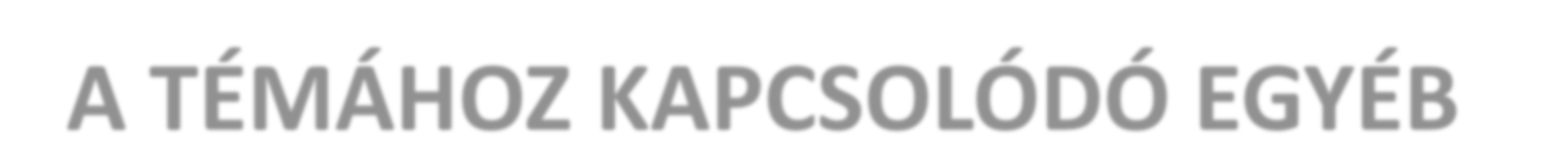 A TÉMÁHOZ KAPCSOLÓDÓ EGYÉB